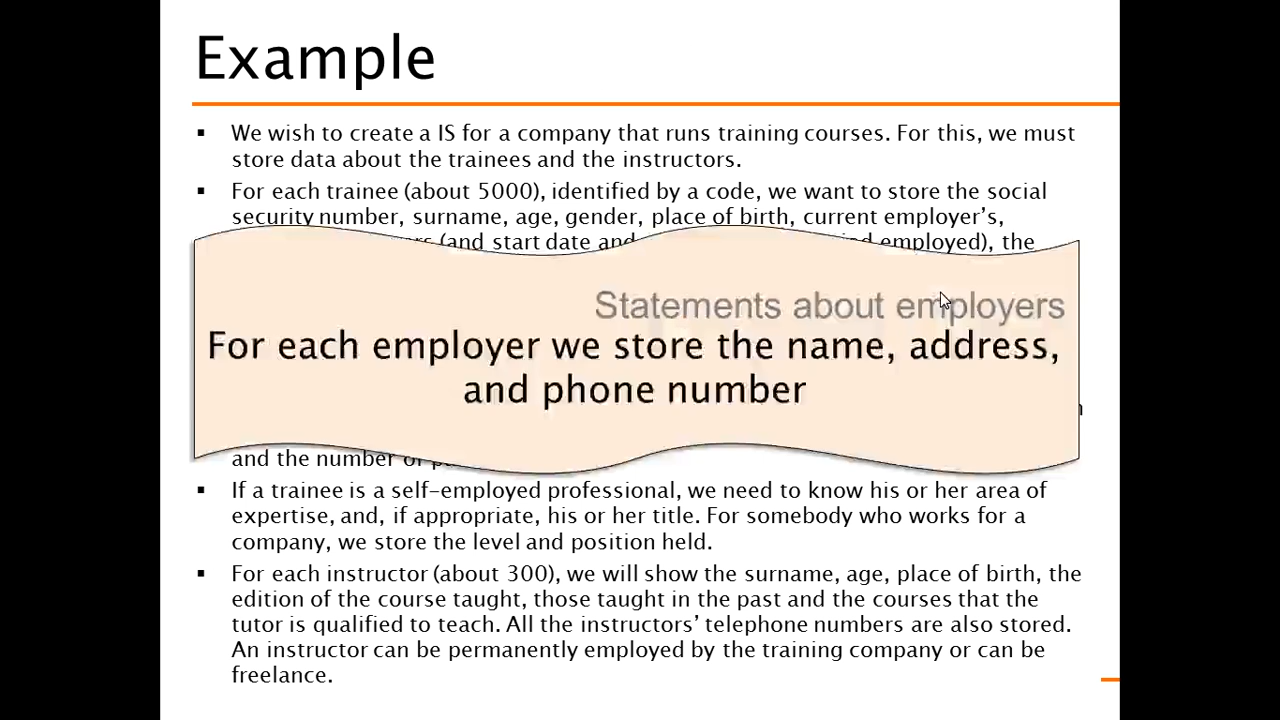 Example
▪ We wish to create a IS for a company that runs training courses. For this, we must
store data about the trainees and the instructors.
▪ For each trainee (about 5000), identified by a code, we want to store the social
security number, surname, age, gender, place of birth, current employer’s,
(and start date and employed), the
Statements about employers
For each employer we store the name, address,
and phone number
and the number of
▪ If a trainee is a self-employed professional, we need to know his or her area of
expertise, and, if appropriate, his or her title. For somebody who works for a
company, we store the level and position held.
▪ For each instructor (about 300), we will show the surname, age, place of birth, the
edition of the course taught, those taught in the past and the courses that the
tutor is qualified to teach. All the instructors’ telephone numbers are also stored.
An instructor can be permanently employed by the training company or can be
freelance.